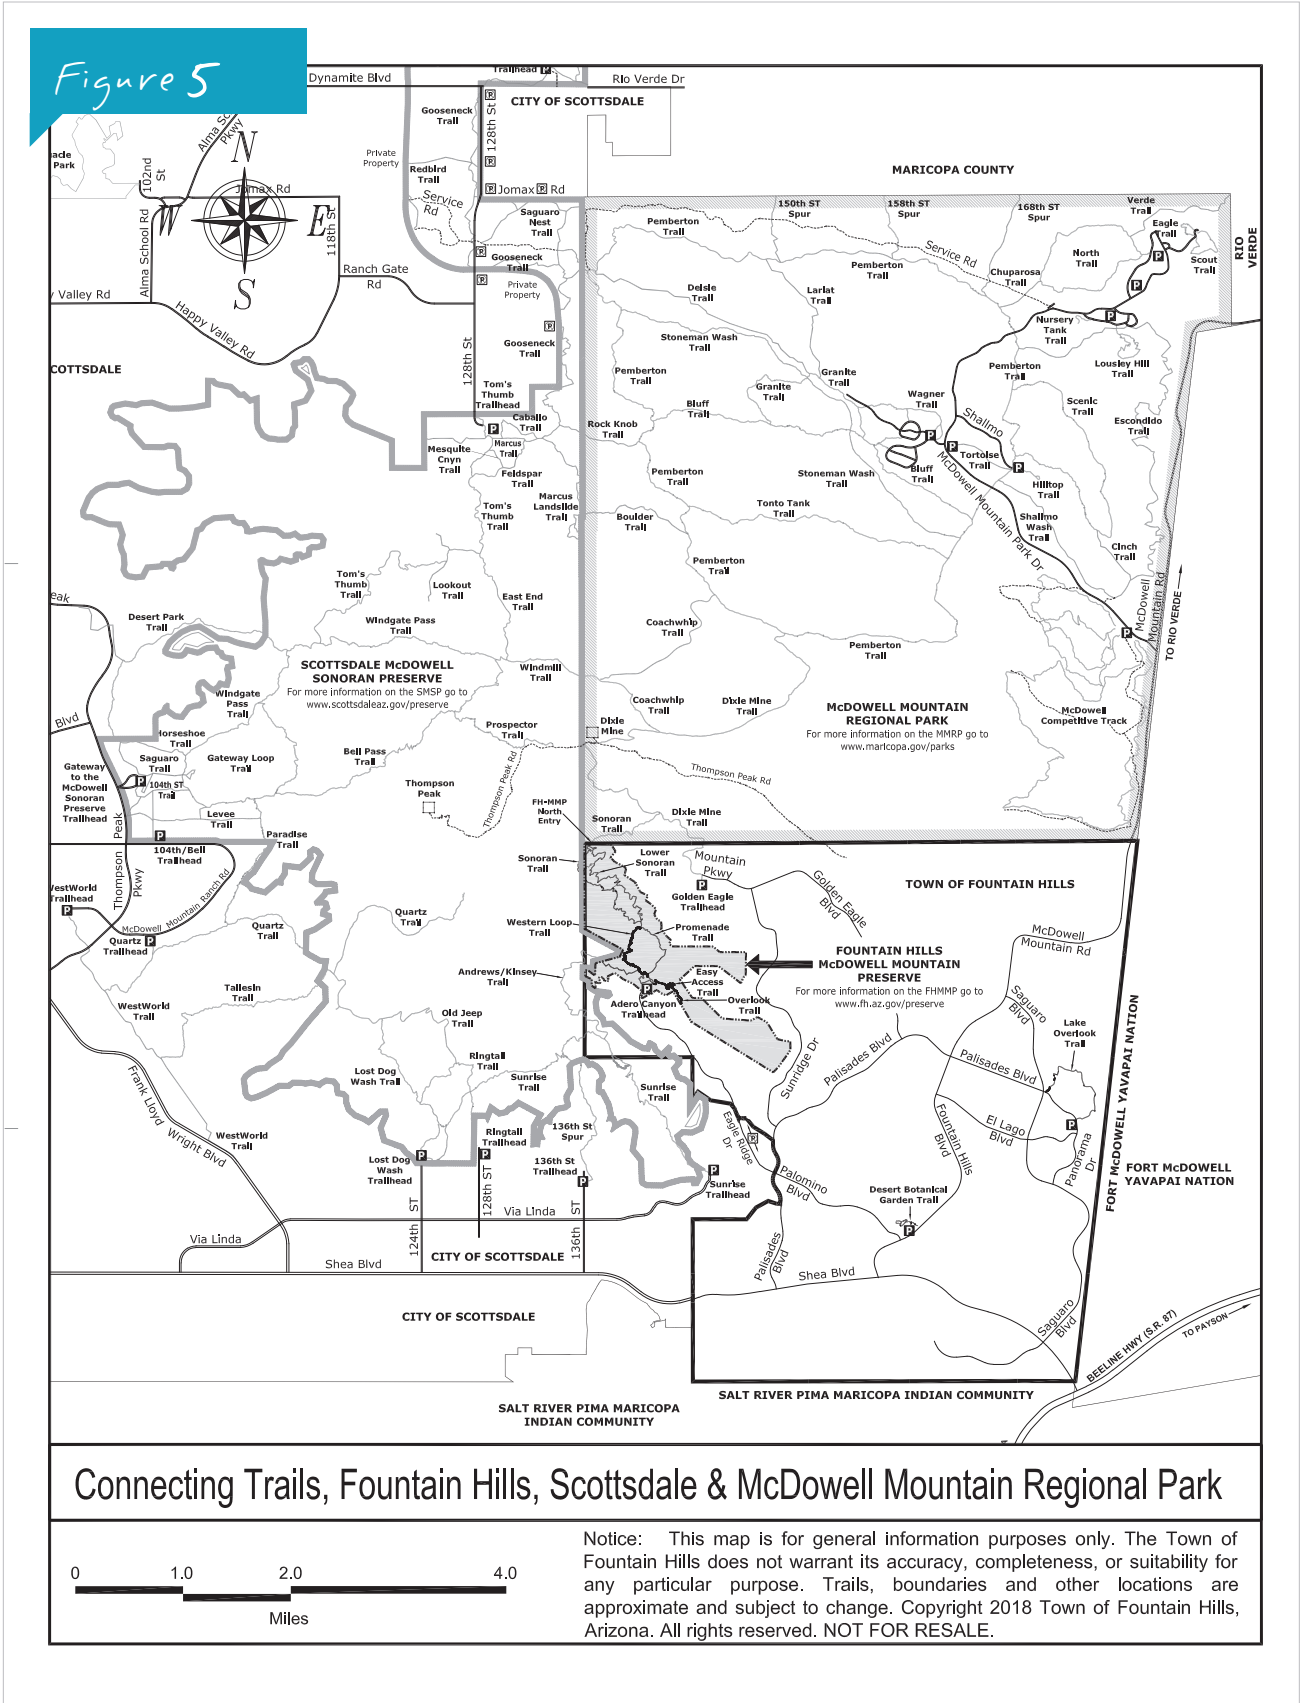 Figure 5
Dynamite Blvd
Trailhead P
Rio Verde Dr
CITY OF SCOTTSDALE
Gooseneck
Trail
128th St
Alma Sc
Pkwy
N
acle
Park
102nd
St
Private
Property
Redbird
Trail
MARICOPA COUNTY
Jomax Rd
Jomax Rd
Service
Rd
W
E
S
118th St
Alma School Rd
Saguaro
Nest
Trail
Pemberton
Trail
150th ST
Spur
158th ST
Spur
168th ST
Spur
Verde
Trail
Eagle
Trail
RIO
VERDE
North
Trail
Scout
Trail
Service Rd
Gooseneck
Trail
Ranch Gate
Rd
Pemberton
Trail
Chuparosa
Trail
Private
Property
Delsie
Trail
Lariat
Trail
y Valley Rd
Happy Valley Rd
Nursery
Tank
Trail
Stoneman Wash
Trail
Gooseneck
Trail
128th St
COTTSDALE
Pemberton
Trail
Granite
Trail
Granite
Trail
Pemberton
Trail
Lousley Hill
Trail
Tom's
Thumb
Trailhead
Bluff
Trail
Wagner
Trail
Scenic
Trail
Caballo
Trail
Rock Knob
Trail
Shallmo
Escondido
Trail
Mesquite
Cnyn
Trail
Marcus
Trail
Tortoise
Trail
Feldspar
Trail
Pemberton
Trail
Stoneman Wash
Trail
Bluff
Trail
Hilltop
Trail
Marcus
Landslide
Trail
Tom's
Thumb
Trail
Boulder
Trail
Tonto Tank
Trail
Shallmo
Wash
Trail
McDowell Mountain Park Dr
Cinch
Trail
Pemberton
Trail
Tom's
Thumb
Trail
Lookout
Trail
East End
Trail
eak
McDowell
Mountain Rd
TO RIO VERDE
Desert Park
Trail
Windgate Pass
Trail
Coachwhip
Trail
Pemberton
Trail
SCOTTSDALE McDOWELL
SONORAN PRESERVE
For more information on the SMSP go to
www.scottsdaleaz.gov/preserve
Windmill
Trail
Windgate
Pass
Trail
Coachwhip
Trail
Dixie Mine
Trail
McDOWELL MOUNTAIN
REGIONAL PARK
For more information on the MMRP go to
www.maricopa.gov/parks
McDowell
Competitive Track
Blvd
Horseshoe
Trail
Prospector
Trail
Dixie
Mine
Gateway
to the
McDowell
Sonoran
Preserve
Trailhead
Saguaro
Trail
Gateway Loop
Trail
Bell Pass
Trail
104th ST
Trail
Thompson
Peak
Thompson Peak Rd
Thompson Peak Rd
FH-MMP
North
Entry
Levee
Trail
Sonoran
Trail
Dixie Mine
Trail
Paradise
Trail
104th/Bell
Trailhead
Thompson Peak
Pkwy
Sonoran
Trail
Lower
Sonoran
Trail
Mountain
Pkwy
Golden Eagle
Trailhead
Golden Eagle
Blvd
TOWN OF FOUNTAIN HILLS
WestWorld
Trailhead
McDowell Mountain Ranch Rd
Quartz
Trailhead
Quartz
Trail
Quartz
Trail
Western Loop
Trail
Promenade
Trail
McDowell
Mountain Rd
FOUNTAIN HILLS
McDOWELL MOUNTAIN
PRESERVE
For more information on the FHMMP go to
www.fh.az.gov/preserve
Andrews/Kinsey
Trail
Easy
Access
Trail
Tallesin
Trail
Adero Canyon
Trailhead
Overlook
Trail
Saguaro
Blvd
WestWorld
Trail
Old Jeep
Trail
Lake
Overlook
Trail
Sunridge Dr
Palisades Blvd
Palisades Blvd
Ringtail
Trail
Lost Dog
Wash Trail
Sunrise
Trail
Sunrise
Trail
FORT McDOWELL YAVAPAI NATION
Frank Lloyd
Wright Blvd
WestWorld
Trail
Ringtail
Trailhead
136th St
Spur
Eagle Ridge
Dr
El Lago
Blvd
Fountain Hills
Blvd
Panorama
Dr
Lost Dog
Wash
Trailhead
136th St
Trailhead
Sunrise
Trailhead
Palomino
Blvd
Desert Botanical
Garden Trail
FORT McDOWELL
YAVAPAI NATION
124th ST
128th ST
136th ST
Via Linda
Via Linda
Palisades
Blvd
CITY OF SCOTTSDALE
Shea Blvd
Shea Blvd
CITY OF SCOTTSDALE
Saguaro
Blvd
BEELINE HWY (S.R. 87)
TO PAYSON
SALT RIVER PIMA MARICOPA INDIAN COMMUNITY
SALT RIVER PIMA MARICOPA
INDIAN COMMUNITY
Connecting Trails, Fountain Hills, Scottsdale & McDowell Mountain Regional Park
0 1.0 2.0 4.0
Miles
Notice: This map is for general information purposes only. The Town of
Fountain Hills does not warrant its accuracy, completeness, or suitability for
any particular purpose. Trails, boundaries and other locations are
approximate and subject to change. Copyright 2018 Town of Fountain Hills,
Arizona. All rights reserved. NOT FOR RESALE.